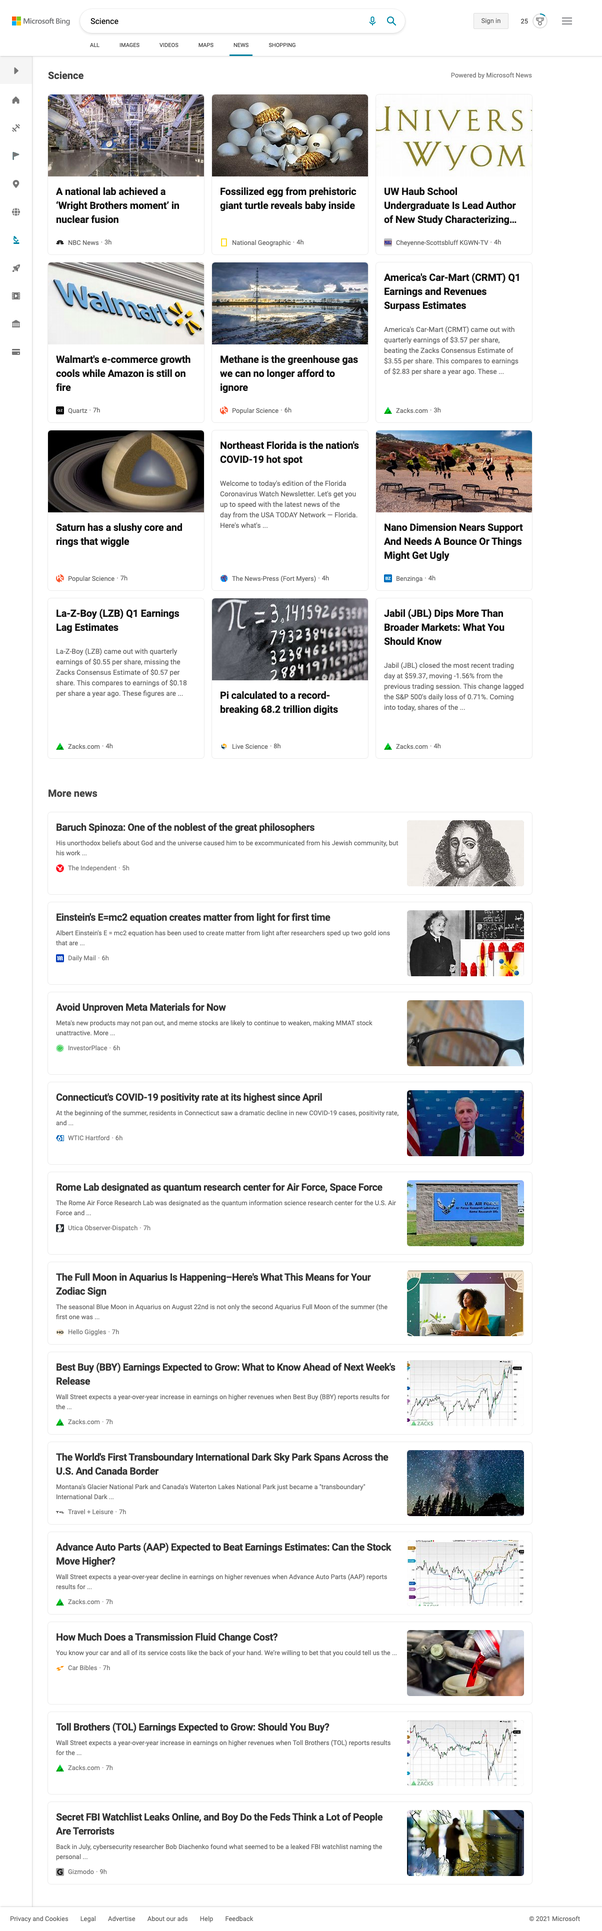 Microsoft Bing
Science
Sign in
25
ALL
IMAGES
VIDEOS
MAPS
NEWS
SHOPPING
Science
Powered by Microsoft News
A national lab achieved a
‘Wright Brothers moment’ in
nuclear fusion
NBC News · 3h
Fossilized egg from prehistoric
giant turtle reveals baby inside
National Geographic · 4h
UNIVERS
WYOM
UW Haub School
Undergraduate Is Lead Author
of New Study Characterizing...
Cheyenne-Scottsbluff KGWN-TV · 4h
Walmart
Walmart's e-commerce growth
cools while Amazon is still on
fire
Quartz · 7h
Methane is the greenhouse gas
we can no longer afford to
ignore
Popular Science · 6h
America's Car-Mart (CRMT) Q1
Earnings and Revenues
Surpass Estimates
America's Car-Mart (CRMT) came out with
quarterly earnings of $3.57 per share,
beating the Zacks Consensus Estimate of
$3.55 per share. This compares to earnings
of $2.83 per share a year ago. These ...
Zacks.com · 3h
Saturn has a slushy core and
rings that wiggle
Popular Science · 7h
Northeast Florida is the nation's
COVID-19 hot spot
Welcome to today's edition of the Florida
Coronavirus Watch Newsletter. Let's get you
up to speed with the latest news of the
day from the USA TODAY Network — Florida.
Here's what's ...
The News-Press (Fort Myers) · 4h
Nano Dimension Nears Support
And Needs A Bounce Or Things
Might Get Ugly
Benzinga · 4h
La-Z-Boy (LZB) Q1 Earnings
Lag Estimates
La-Z-Boy (LZB) came out with quarterly
earnings of $0.55 per share, missing the
Zacks Consensus Estimate of $0.57 per
share. This compares to earnings of $0.18
per share a year ago. These figures are ...
Zacks.com · 4h
π = 3.1415926535
Pi calculated to a record-
breaking 68.2 trillion digits
Live Science · 8h
Jabil (JBL) Dips More Than
Broader Markets: What You
Should Know
Jabil (JBL) closed the most recent trading
day at $59.37, moving -1.56% from the
previous trading session. This change lagged
the S&P 500's daily loss of 0.71%. Coming
into today, shares of the ...
Zacks.com · 4h
More news
Baruch Spinoza: One of the noblest of the great philosophers
His unorthodox beliefs about God and the universe caused him to be excommunicated from his Jewish community, but
his work ...
The Independent · 5h
Einstein's E=mc2 equation creates matter from light for first time
Albert Einstein's E = mc2 equation has been used to create matter from light after researchers sped up two gold ions
that are ...
Daily Mail · 6h
Avoid Unproven Meta Materials for Now
Meta's new products may not pan out, and meme stocks are likely to continue to weaken, making MMAT stock
unattractive. More ...
InvestorPlace · 6h
Connecticut's COVID-19 positivity rate at its highest since April
At the beginning of the summer, residents in Connecticut saw a dramatic decline in new COVID-19 cases, positivity rate,
and ...
WTIC Hartford · 6h
Rome Lab designated as quantum research center for Air Force, Space Force
The Rome Air Force Research Lab was designated as the quantum information science research center for the U.S. Air
Force and ...
Utica Observer-Dispatch · 7h
The Full Moon in Aquarius Is Happening–Here's What This Means for Your
Zodiac Sign
The seasonal Blue Moon in Aquarius on August 22nd is not only the second Aquarius Full Moon of the summer (the
first one was ...
Hello Giggles · 7h
Best Buy (BBY) Earnings Expected to Grow: What to Know Ahead of Next Week's
Release
Wall Street expects a year-over-year increase in earnings on higher revenues when Best Buy (BBY) reports results for
the ...
Zacks.com · 7h
ZACKS
The World's First Transboundary International Dark Sky Park Spans Across the
U.S. And Canada Border
Montana's Glacier National Park and Canada's Waterton Lakes National Park just became a "transboundary"
International Dark ...
Travel + Leisure · 7h
Advance Auto Parts (AAP) Expected to Beat Earnings Estimates: Can the Stock
Move Higher?
Wall Street expects a year-over-year decline in earnings on higher revenues when Advance Auto Parts (AAP) reports
results for ...
Zacks.com · 7h
ZACKS
How Much Does a Transmission Fluid Change Cost?
You know your car and all of its service costs like the back of your hand. We're willing to bet that you could tell us the ...
Car Bibles · 7h
Toll Brothers (TOL) Earnings Expected to Grow: Should You Buy?
Wall Street expects a year-over-year increase in earnings on higher revenues when Toll Brothers (TOL) reports results
for the ...
Zacks.com · 7h
ZACKS
Secret FBI Watchlist Leaks Online, and Boy Do the Feds Think a Lot of People
Are Terrorists
Back in July, cybersecurity researcher Bob Diachenko found what seemed to be a leaked FBI watchlist naming the
personal ...
Gizmodo · 9h
Privacy and Cookies
Legal
Advertise
About our ads
Help
Feedback
© 2021 Microsoft